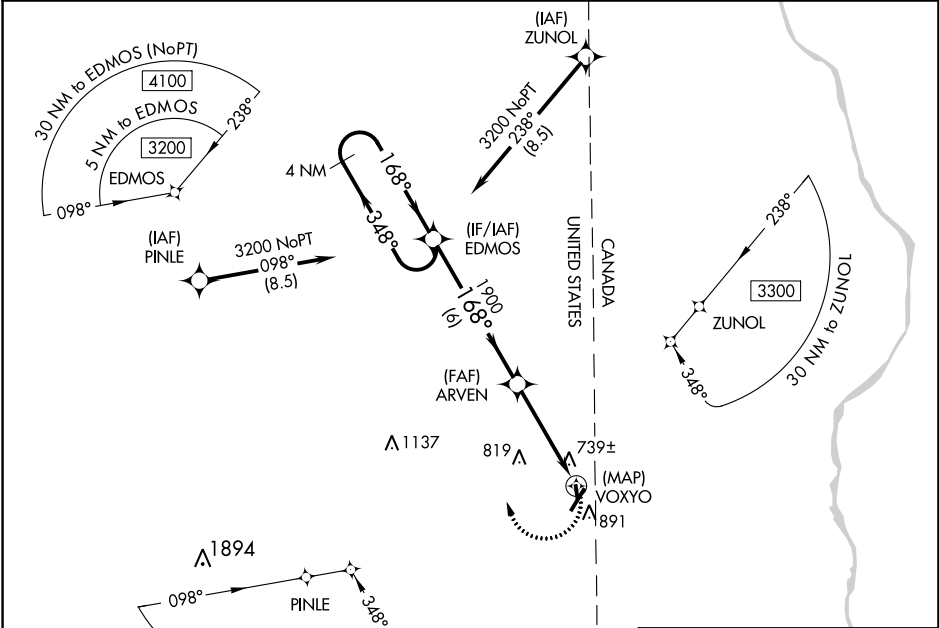 30 NM to EDMOS (NoPT)
4100
5 NM to EDMOS
3200
238°
EDMOS
098°
(IAF)
ZUNOL
3200 NoPT
238°
(8.5)
4 NM
168°
348°
(IF/IAF)
EDMOS
(IAF)
PINLE
3200 NoPT
098°
(8.5)
1900
168°
(6)
UNITED STATES
CANADA
238°
3300
ZUNOL
30 NM to ZUNOL
348°
(FAF)
ARVEN
1137
819
739±
(MAP)
VOXYO
891
1894
098°
PINLE
348°